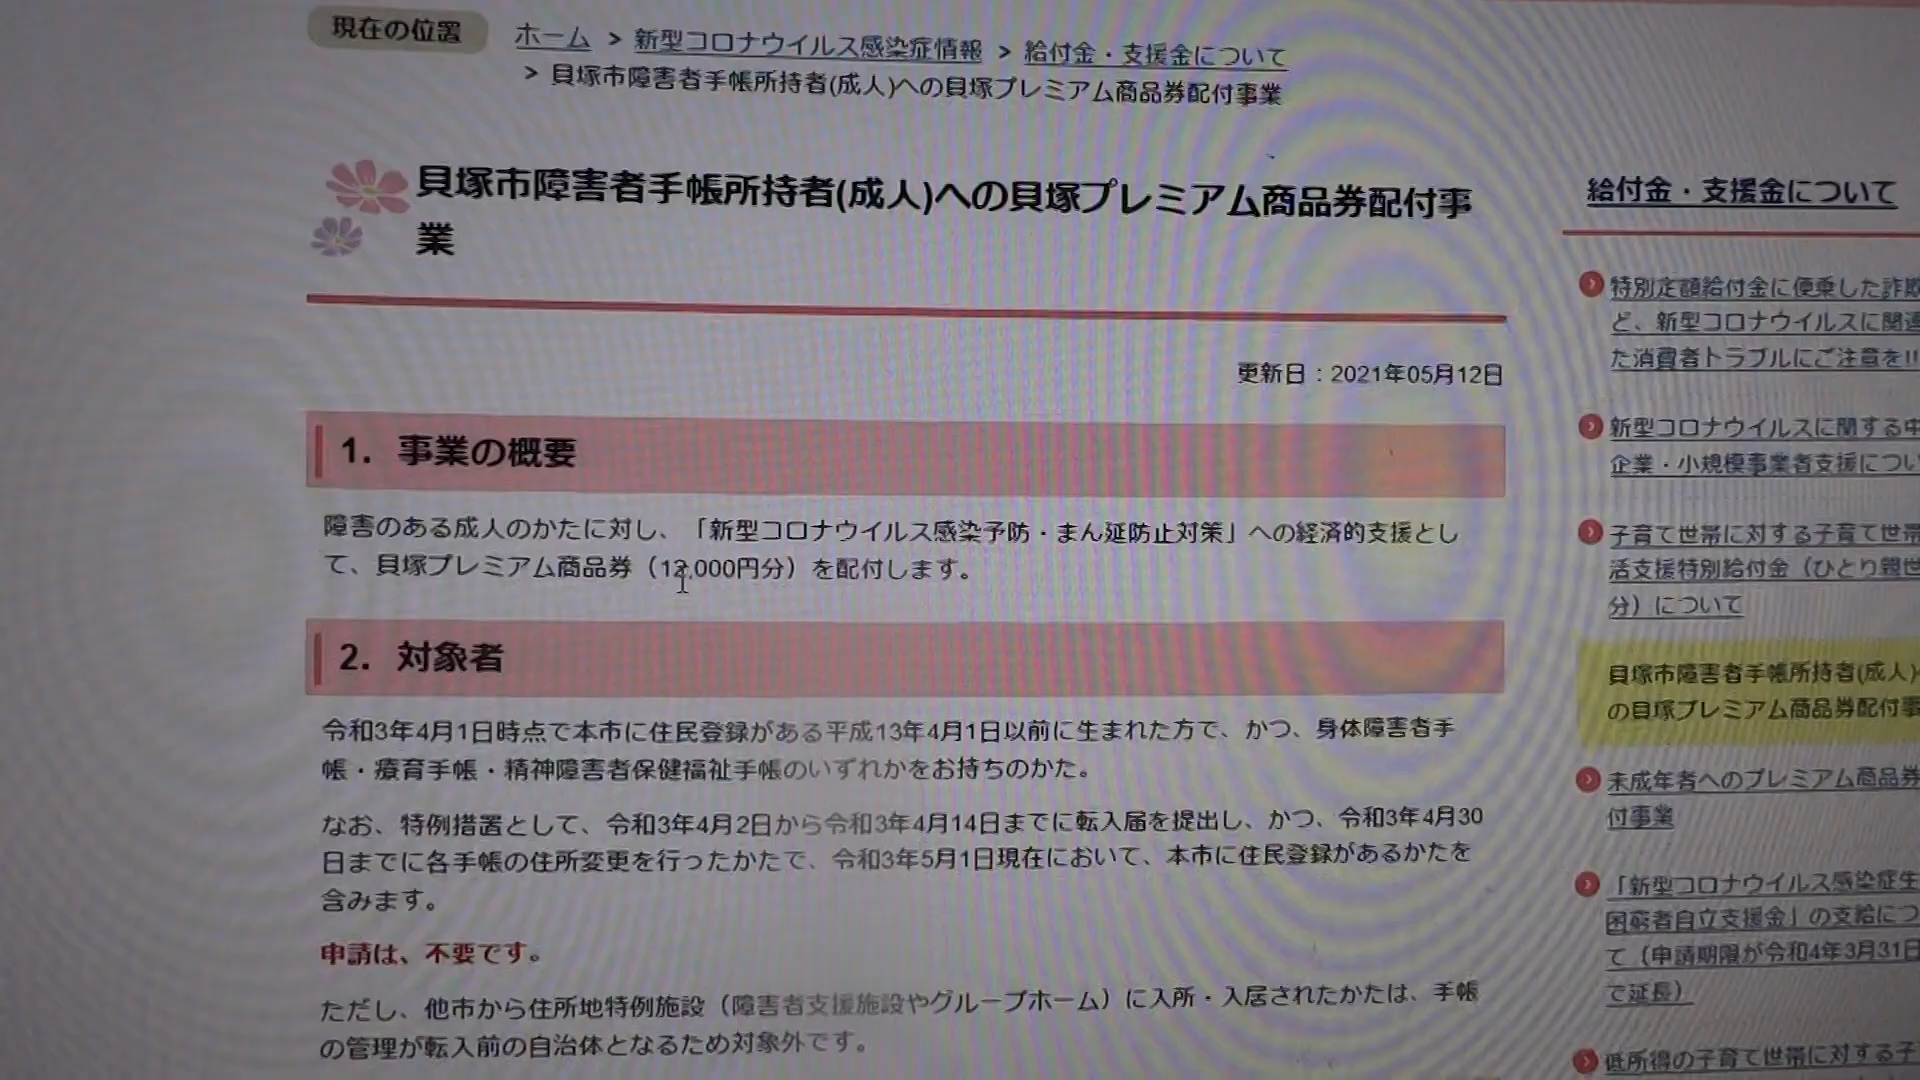 現在の位置
ホーム > 新型コロナウイルス感染症情報 > 給付金・支援金について
> 貝塚市障害者手帳所持者(成人)への貝塚プレミアム商品券配付事業
貝塚市障害者手帳所持者(成人)への貝塚プレミアム商品券配付事
業
更新日：2021年05月12日
1. 事業の概要
障害のある成人のかたに対し、「新型コロナウイルス感染予防・まん延防止対策」への経済的支援とし
て、貝塚プレミアム商品券（12,000円分）を配付します。
2. 対象者
令和3年4月1日時点で本市に住民登録がある平成13年4月1日以前に生まれた方で、かつ、身体障害者手
帳・療育手帳・精神障害者保健福祉手帳のいずれかをお持ちのかた。
なお、特例措置として、令和3年4月2日から令和3年4月14日までに転入届を提出し、かつ、令和3年4月30
日までに各手帳の住所変更を行ったかたで、令和3年5月1日現在において、本市に住民登録があるかたを
含みます。
申請は、不要です。
ただし、他市から住所地特例施設（障害者支援施設やグループホーム）に入所・入居されたかたは、手帳
の管理が転入前の自治体となるため対象外です。
給付金・支援金について
特別定額給付金に便乗した詐欺
ど、新型コロナウイルスに関連
た消費者トラブルにご注意を!!
新型コロナウイルスに関する中
企業・小規模事業者支援につい
子育て世帯に対する子育て世帯
活支援特別給付金（ひとり親世
分）について
貝塚市障害者手帳所持者(成人)
の貝塚プレミアム商品券配付事
未成年者へのプレミアム商品券
付事業
「新型コロナウイルス感染症生
困窮者自立支援金」の支給につ
て（申請期限が令和4年3月31日
で延長）
低所得の子育て世帯に対する子